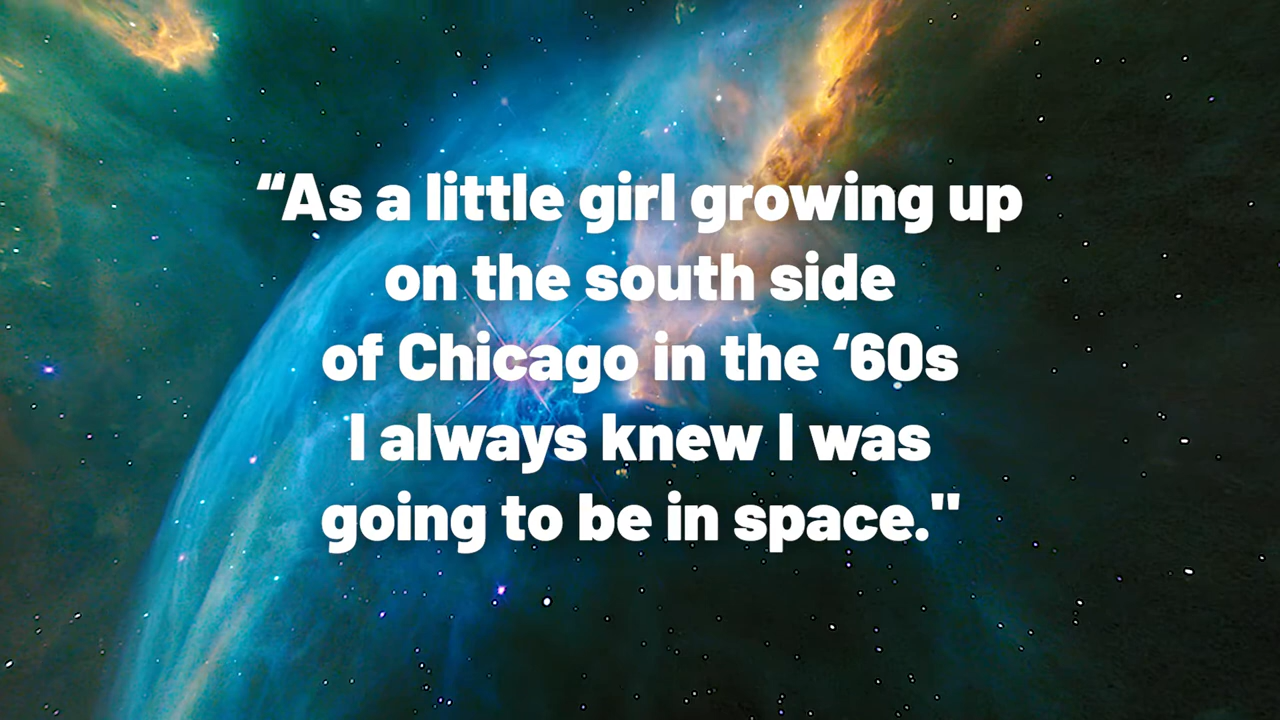 “As a little girl growing up
on the south side
of Chicago in the ‘60s
I always knew I was
going to be in space."